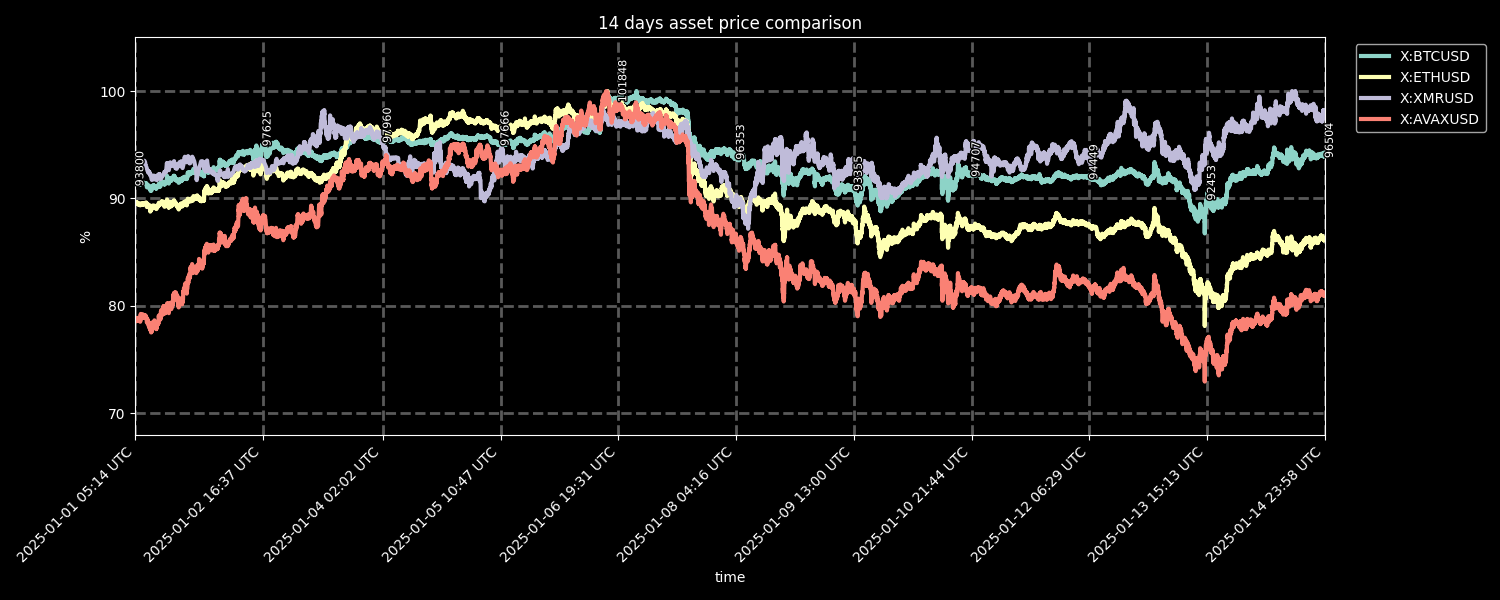 14 days asset price comparison
X:BTCUSD
X:ETHUSD
X:XMRUSD
X:AVAXUSD
%
100
90
80
70
93800
97625
97960
97666
101848
96353
93355
94707
94449
92453
96504
2025-01-01 05:14 UTC
2025-01-02 16:37 UTC
2025-01-04 02:02 UTC
2025-01-05 10:47 UTC
2025-01-06 19:31 UTC
2025-01-08 04:16 UTC
2025-01-09 13:00 UTC
2025-01-10 21:44 UTC
2025-01-12 06:29 UTC
2025-01-13 15:13 UTC
2025-01-14 23:58 UTC
time